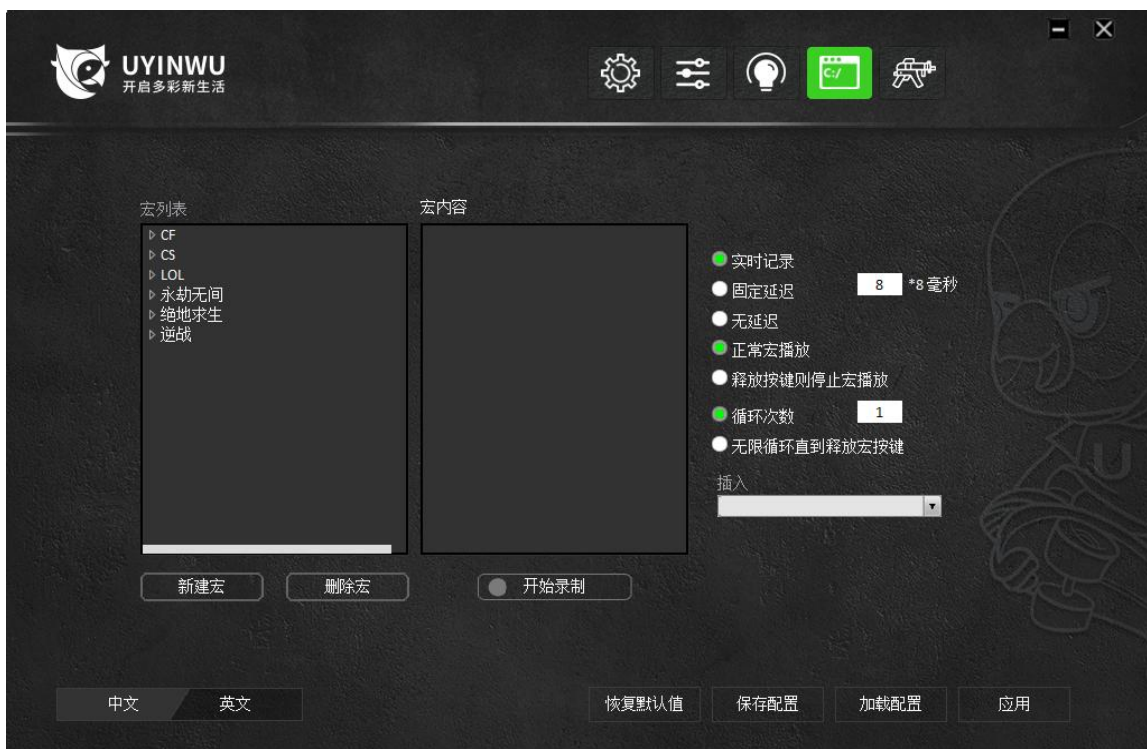 UYINWU
开启多彩新生活
C:/
宏列表
宏内容
CF
CS
LOL
永劫无间
绝地求生
逆战
实时记录
固定延迟 8 *8毫秒
无延迟
正常宏播放
释放按键则停止宏播放
循环次数 1
无限循环直到释放宏按键
插入
新建宏 删除宏 开始录制
中文 英文 恢复默认值 保存配置 加载配置 应用
U